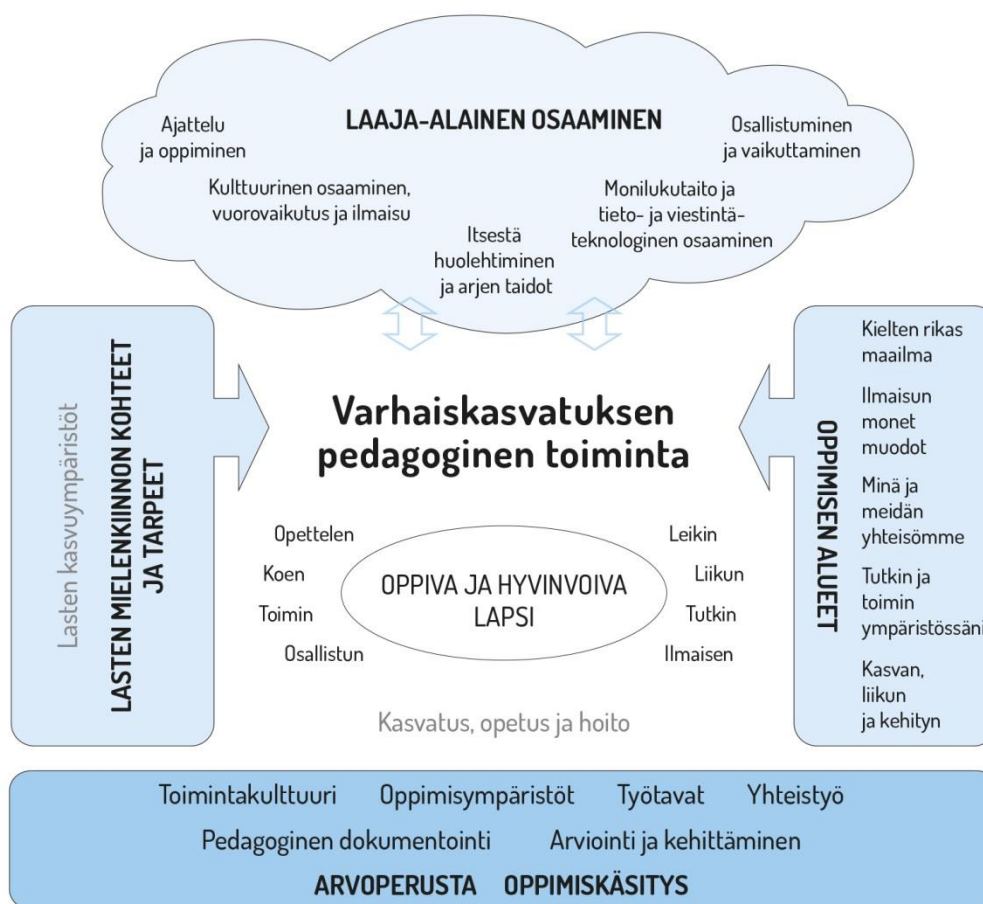 LAAJA-ALAINEN OSAAMINEN
Ajattelu
ja oppiminen
Osallistuminen
ja vaikuttaminen
Kulttuurinen osaaminen,
vuorovaikutus ja ilmaisu
Monilukutaito ja
tieto- ja viestintä-
teknologinen osaaminen
Itsestä
huolehtiminen
ja arjen taidot
Lasten kasvuympäristöt
LASTEN MIELENKIINNON KOHTEET
JA TARPEET
Varhaiskasvatuksen
pedagoginen toiminta
Opettelen
Koen
Toimin
Osallistun
OPPIVA JA HYVINVOIVA
LAPSI
Leikin
Liikun
Tutkin
Ilmaisen
Kasvatus, opetus ja hoito
OPPIMISEN ALUEET
Kielten rikas
maailma
Ilmaisun
monet
muodot
Minä ja
meidän
yhteisömme
Tutkin ja
toimin
ympäristössäni
Kasvan,
liikun
ja kehityn
Toimintakulttuuri Oppimisympäristöt Työtavat Yhteistyö
Pedagoginen dokumentointi Arviointi ja kehittäminen
ARVOPERUSTA OPPIMISKÄSITYS